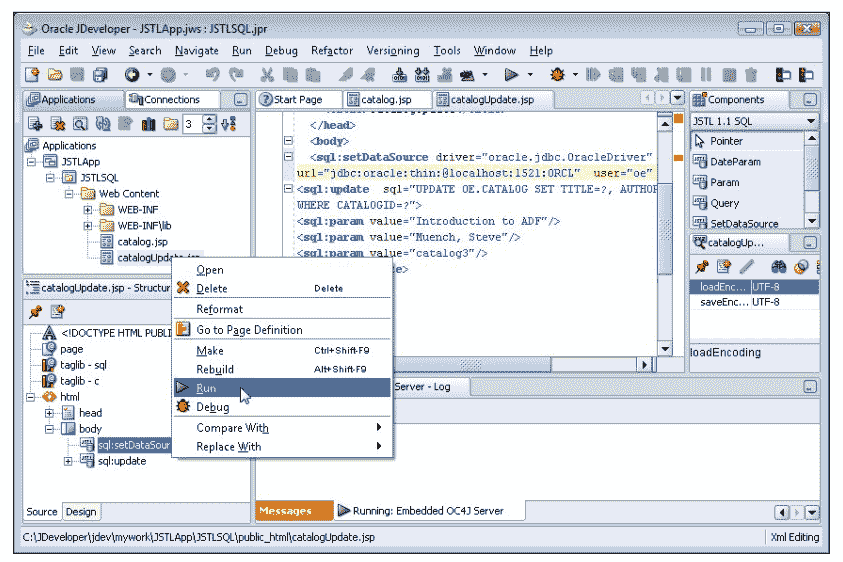 Oracle JDeveloper - JSTLApp.jws : JSTLSQL.jpr
File Edit View Search Navigate Run Debug Refactor Versioning Tools Window Help
Applications Connections
Start Page catalog.jsp catalogUpdate.jsp
Components
3
JSTL 1.1 SQL
Applications
JSTLApp
JSTLSQL
Web Content
WEB-INF
WEB-INF\lib
catalog.jsp
catalogUpdate.jsp
</head>
<body>
<sql:setDataSource driver="oracle.jdbc.OracleDriver"
url="jdbc:oracle:thin:@localhost:1521:ORCL" user="oe"
<sql:update sql="UPDATE OE.CATALOG SET TITLE=?, AUTHOR
WHERE CATALOGID=?">
<sql:param value="Introduction to ADF"/>
<sql:param value="Muench, Steve"/>
<sql:param value="catalog3"/>
Pointer
DateParam
Param
Query
SetDataSource
catalogUp...
loadEnc... UTF-8
saveEnc... UTF-8
loadEncoding
catalogUpdate.jsp - Structur
<!DOCTYPE HTML PUBLI
page
taglib - sql
taglib - c
html
head
body
sql:setDataSour
sql:update
Source Design
Open
Delete Delete
Reformat
Go to Page Definition
Make Ctrl+Shift-F9
Rebuild Alt+Shift-F9
Run
Debug
Compare With
Replace With
Server - Log
Messages Running: Embedded OC4J Server
C:\JDeveloper\jdev\mywork\JSTLApp\JSTLSQL\public_html\catalogUpdate.jsp
Xml Editing